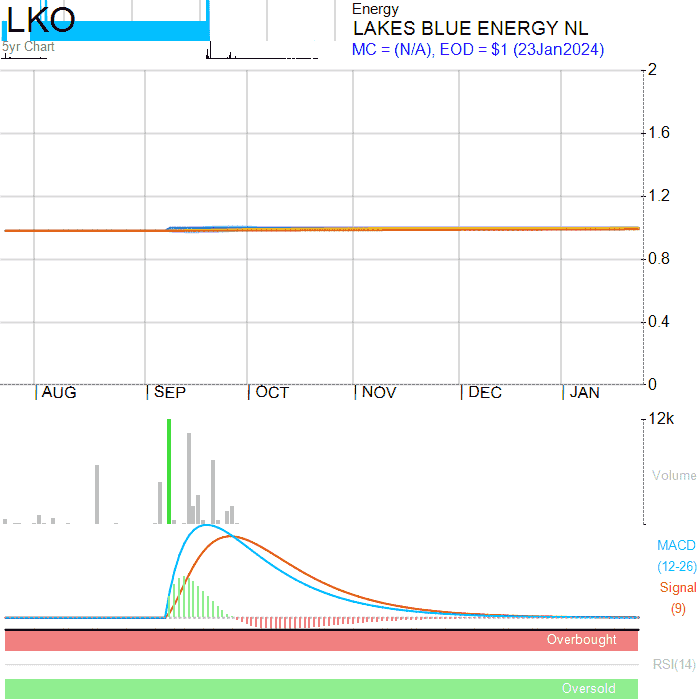 LKO
5yr Chart
Energy
LAKES BLUE ENERGY NL
MC = (N/A), EOD = $1 (23Jan2024)
2
1.6
1.2
0.8
0.4
0
AUG
SEP
OCT
NOV
DEC
JAN
12k
Volume
MACD
(12-26)
Signal
(9)
Overbought
RSI(14)
Oversold